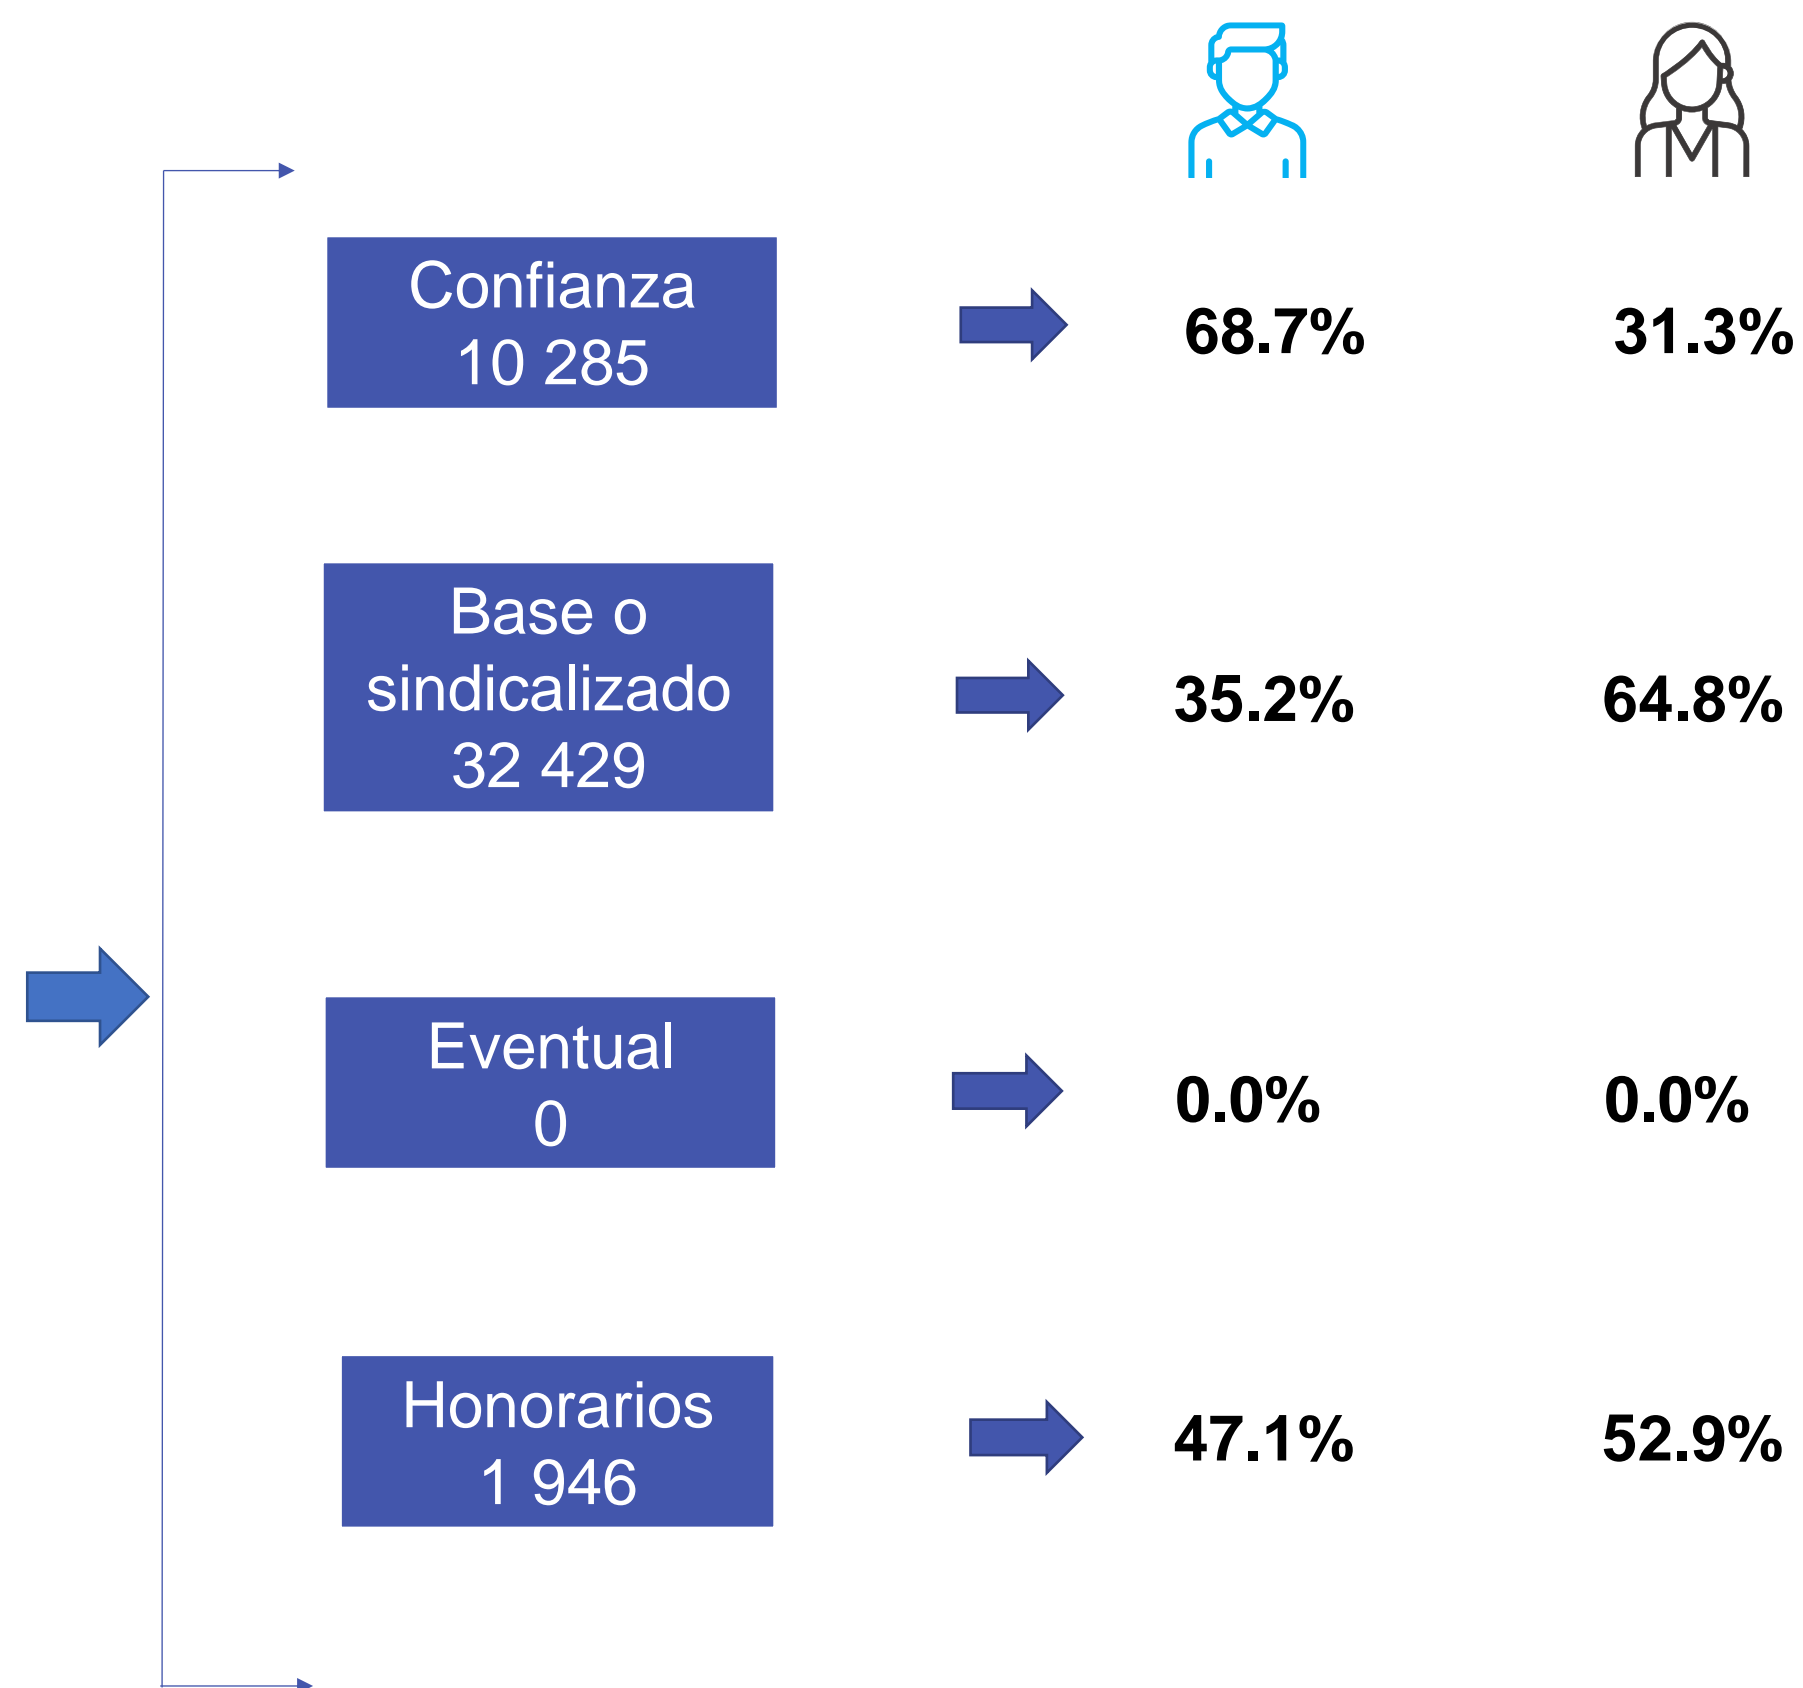 Confianza
10 285
68.7%
31.3%
Base o
sindicalizado
32 429
35.2%
64.8%
Eventual
0
0.0%
0.0%
Honorarios
1 946
47.1%
52.9%